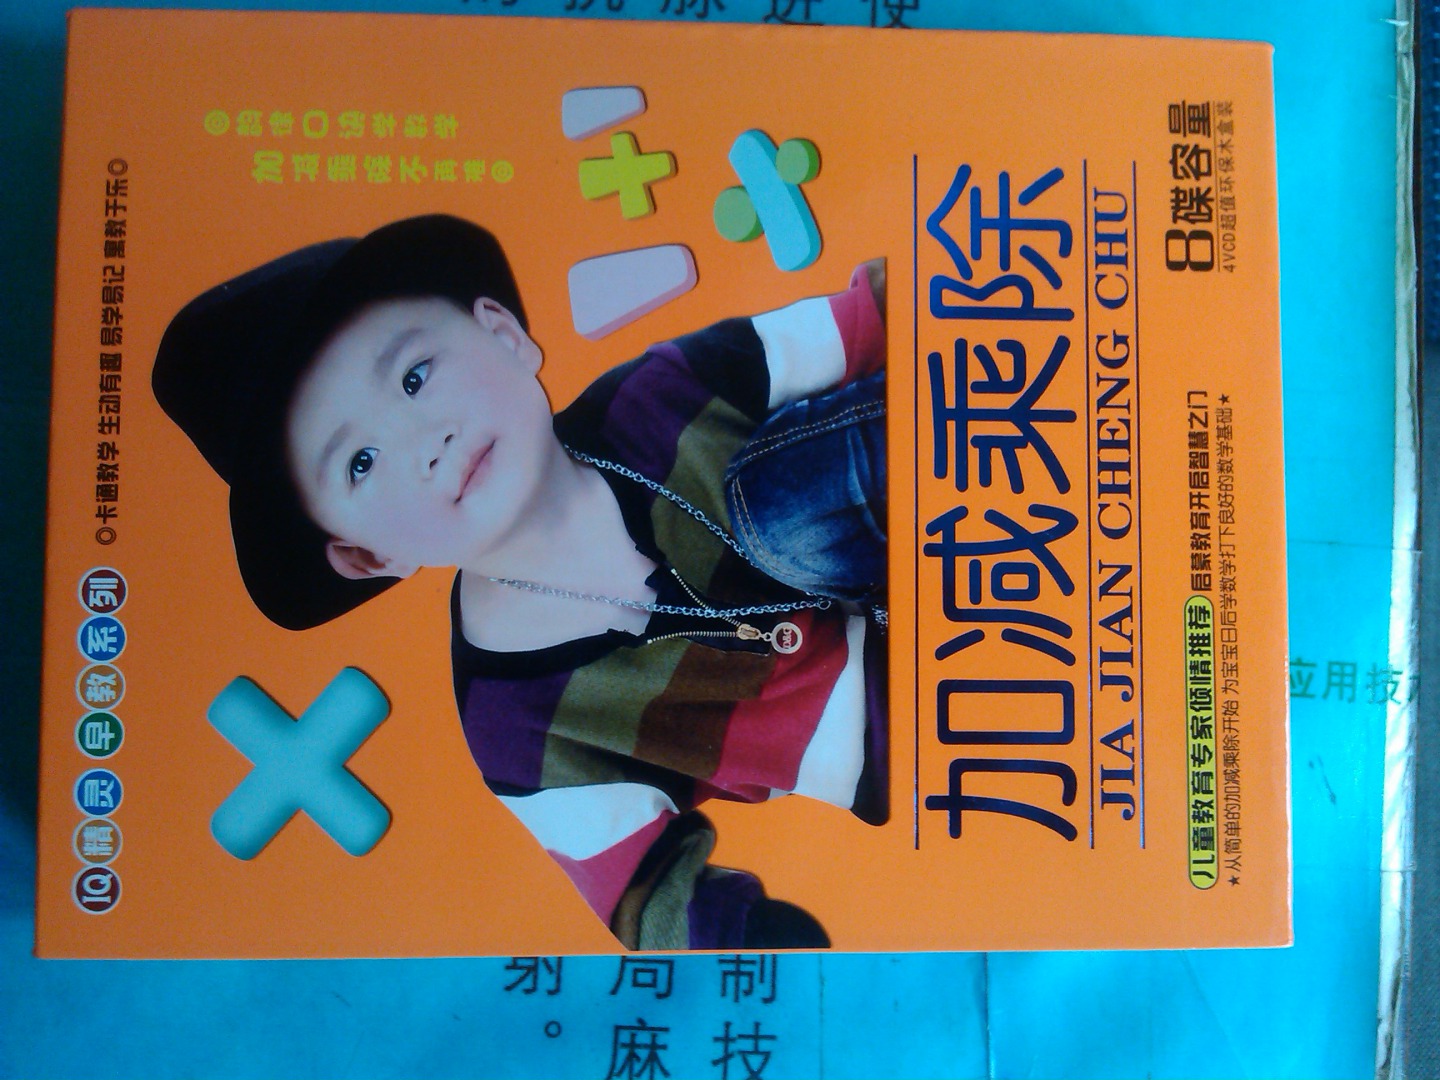 IQ精灵早教系列
◎卡通教学 生动有趣 易学易记 寓教于乐◎
◎韵律口诀学数学
加减乘除不再难◎
加减乘除
JIA JIAN CHENG CHU
8碟容量
4VCD超值环保木盒装
儿童教育专家倾情推荐 启蒙教育开启智慧之门
★从简单的加减乘除开始 为宝宝日后学数学打下良好的数学基础★
D&G
使
进
脉
射。
局麻
制技
应用技